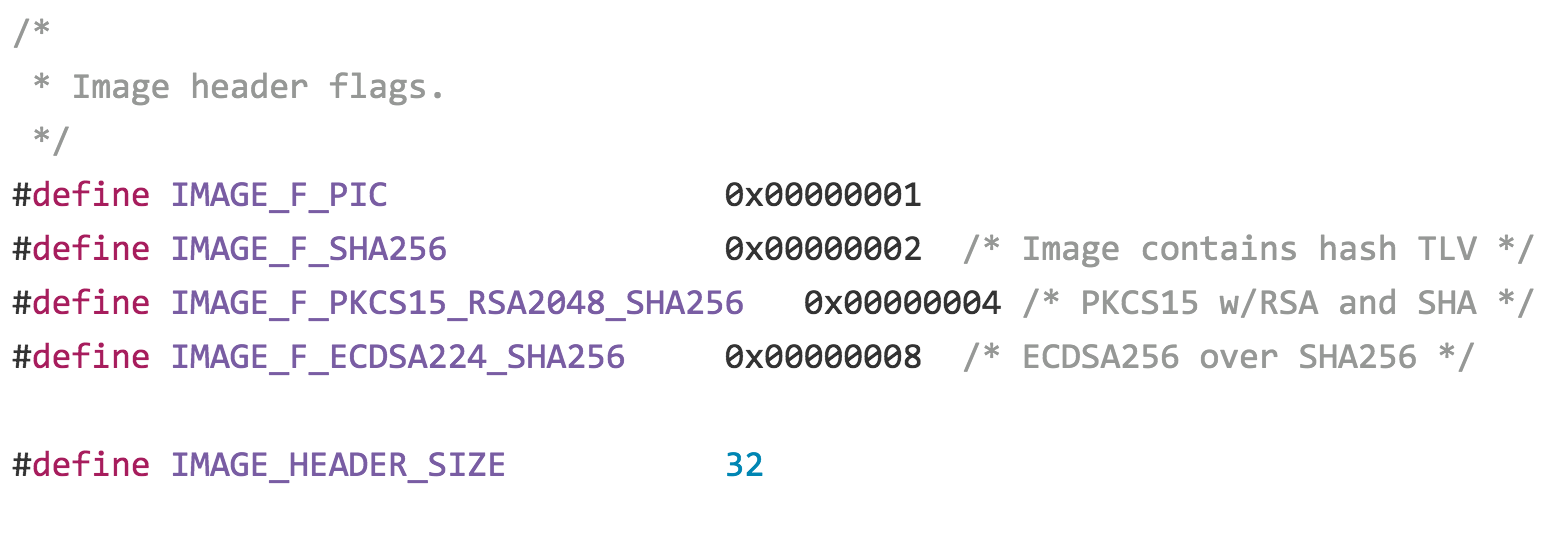 /*
 * Image header flags.
 */
#define IMAGE_F_PIC                 0x00000001
#define IMAGE_F_SHA256              0x00000002  /* Image contains hash TLV */
#define IMAGE_F_PKCS15_RSA2048_SHA256   0x00000004 /* PKCS15 w/RSA and SHA */
#define IMAGE_F_ECDSA224_SHA256     0x00000008  /* ECDSA256 over SHA256 */

#define IMAGE_HEADER_SIZE           32